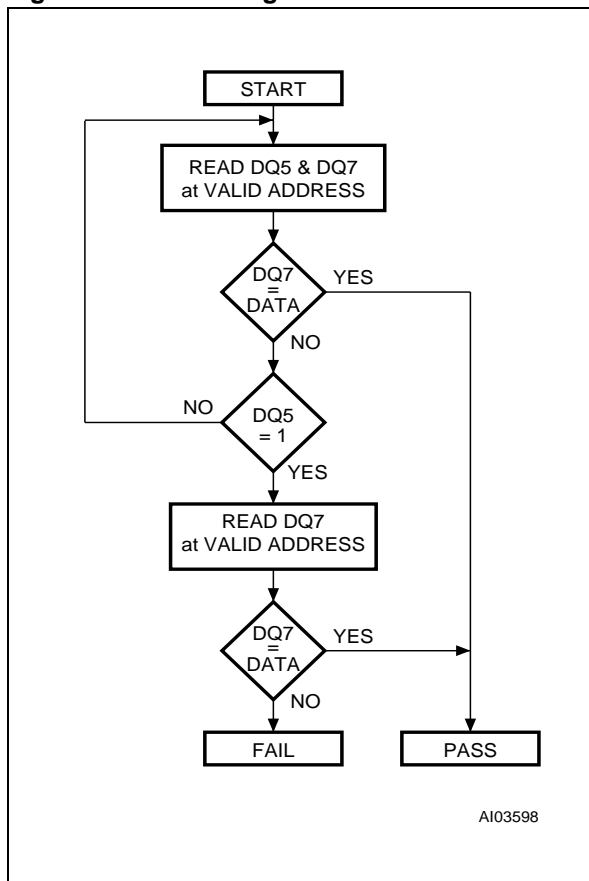 START
READ DQ5 & DQ7
at VALID ADDRESS
DQ7
=
DATA
YES
NO
NO
DQ5
= 1
YES
READ DQ7
at VALID ADDRESS
DQ7
=
DATA
YES
NO
FAIL
PASS
AI03598